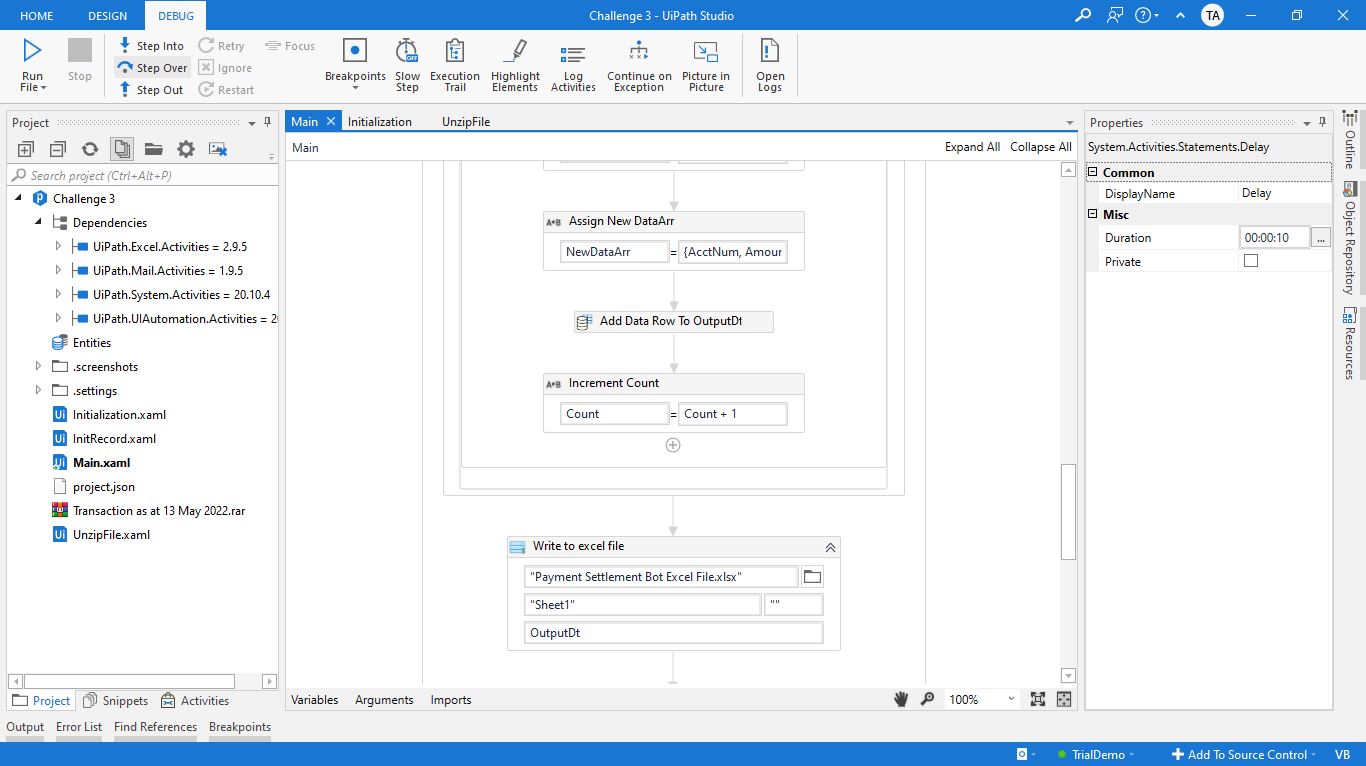 HOME DESIGN DEBUG
Challenge 3 - UiPath Studio
TA
Run
File
Stop
Step Into
Step Over
Step Out
Retry
Ignore
Restart
Focus
Breakpoints
Slow
Step
Execution
Trail
Highlight
Elements
Log
Activities
Continue on
Exception
Picture in
Picture
Open
Logs
Project
Search project (Ctrl+Alt+P)
Challenge 3
Dependencies
UiPath.Excel.Activities = 2.9.5
UiPath.Mail.Activities = 1.9.5
UiPath.System.Activities = 20.10.4
UiPath.UIAutomation.Activities = 2
Entities
.screenshots
.settings
Initialization.xaml
InitRecord.xaml
Main.xaml
project.json
Transaction as at 13 May 2022.rar
UnzipFile.xaml
Project Snippets Activities
Output Error List Find References Breakpoints
Main Initialization UnzipFile
Main
Expand All Collapse All
A*B Assign New DataArr
NewDataArr = {AcctNum, Amour
Add Data Row To OutputDt
A*B Increment Count
Count = Count + 1
Write to excel file
"Payment Settlement Bot Excel File.xlsx"
"Sheet1" ""
OutputDt
Variables Arguments Imports
100%
Properties
System.Activities.Statements.Delay
Common
DisplayName Delay
Misc
Duration 00:00:10 ...
Private
Outline
Object Repository
Resources
TrialDemo
Add To Source Control
VB